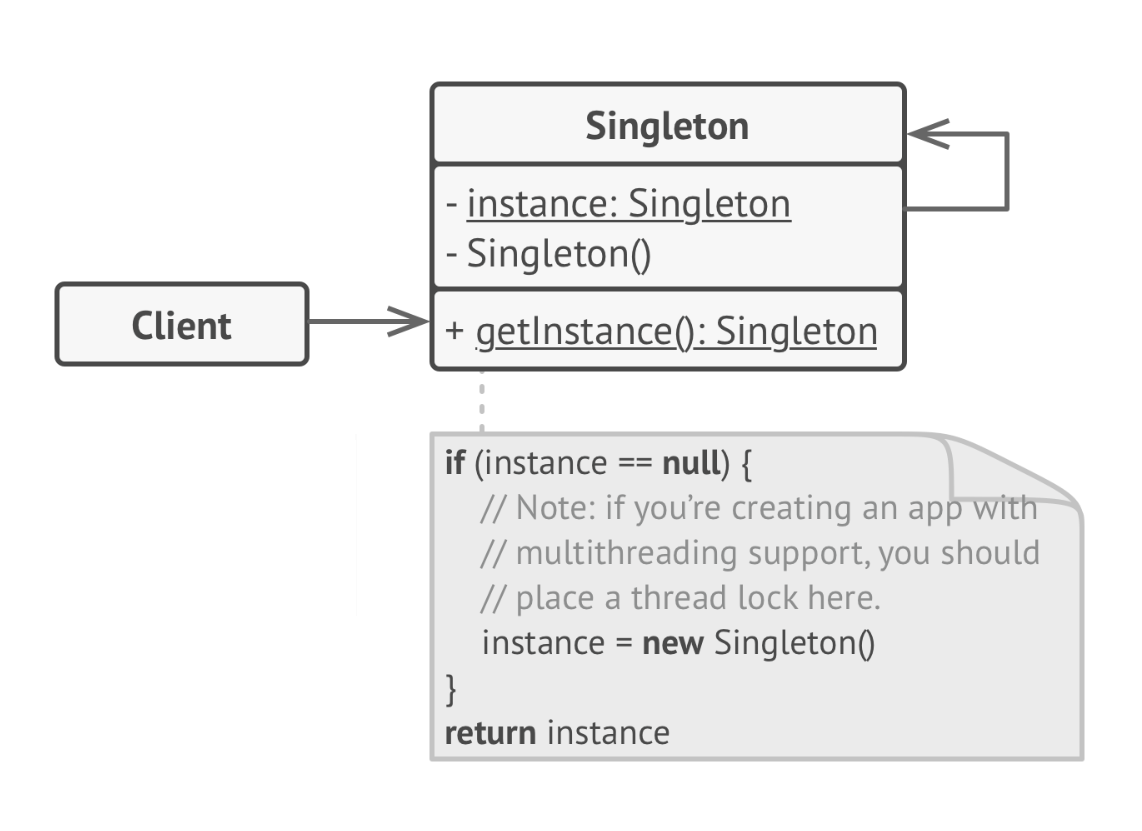 Singleton
- instance: Singleton
- Singleton()
Client
+ getInstance(): Singleton
if (instance == null) {
// Note: if you’re creating an app with
// multithreading support, you should
// place a thread lock here.
instance = new Singleton()
}
return instance